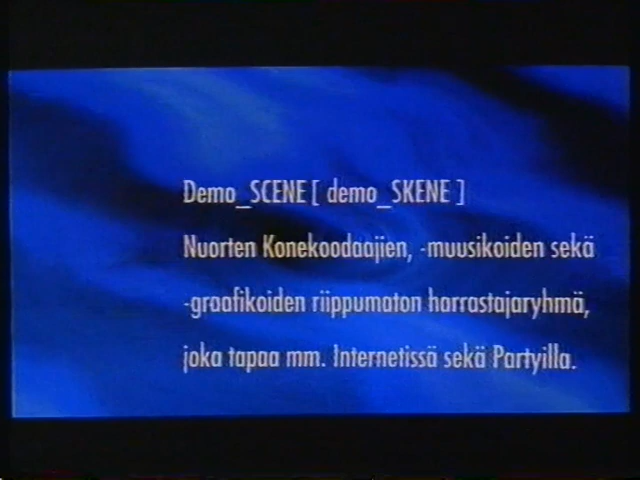 Demo_SCENE [ demo_SKENE ]
Nuorten Konekoodaajien, -muusikoiden sekä
-graafikoiden riippumaton harrastajaryhmä,
joka tapaa mm. Internetissä sekä Partyilla.